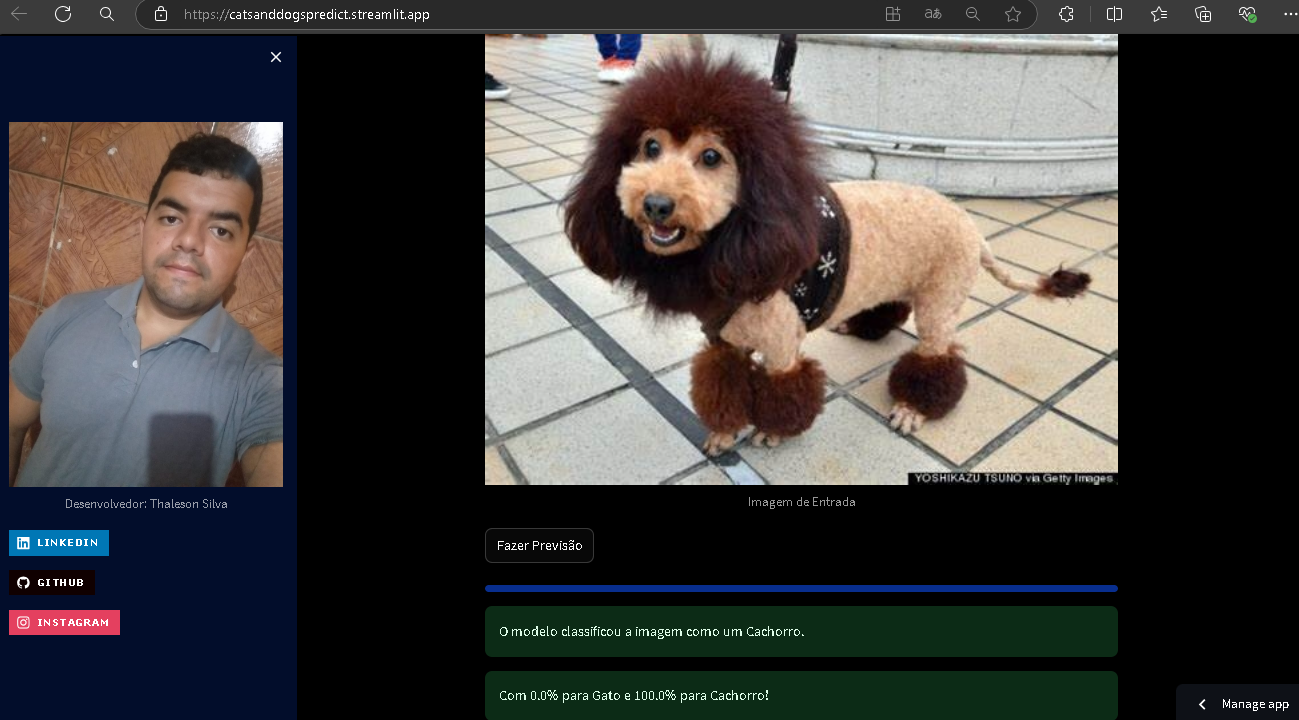 https://catsanddogspredict.streamlit.app
Desenvolvedor: Thaleson Silva
LINKEDIN
GITHUB
INSTAGRAM
YOSHIKAZU TSUNO via Getty Images
Imagem de Entrada
Fazer Previsão
O modelo classificou a imagem como um Cachorro.
Com 0.0% para Gato e 100.0% para Cachorro!
Manage app